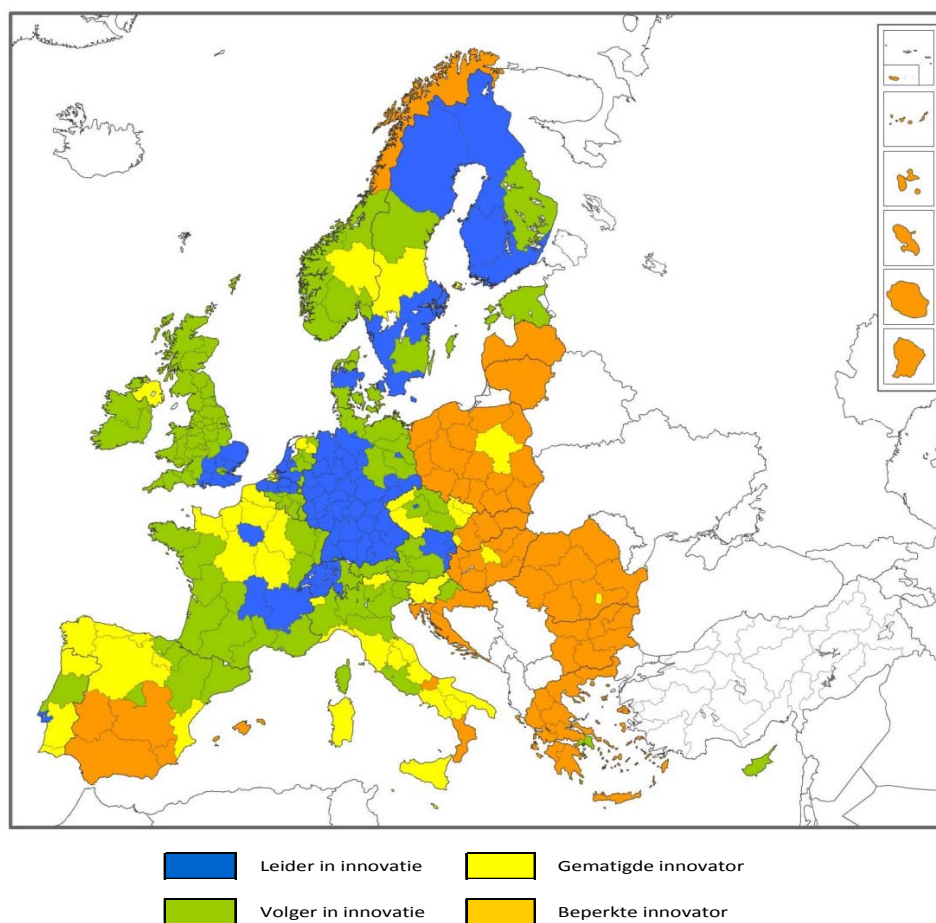 Leider in innovatie
Gematigde innovator
Volger in innovatie
Beperkte innovator